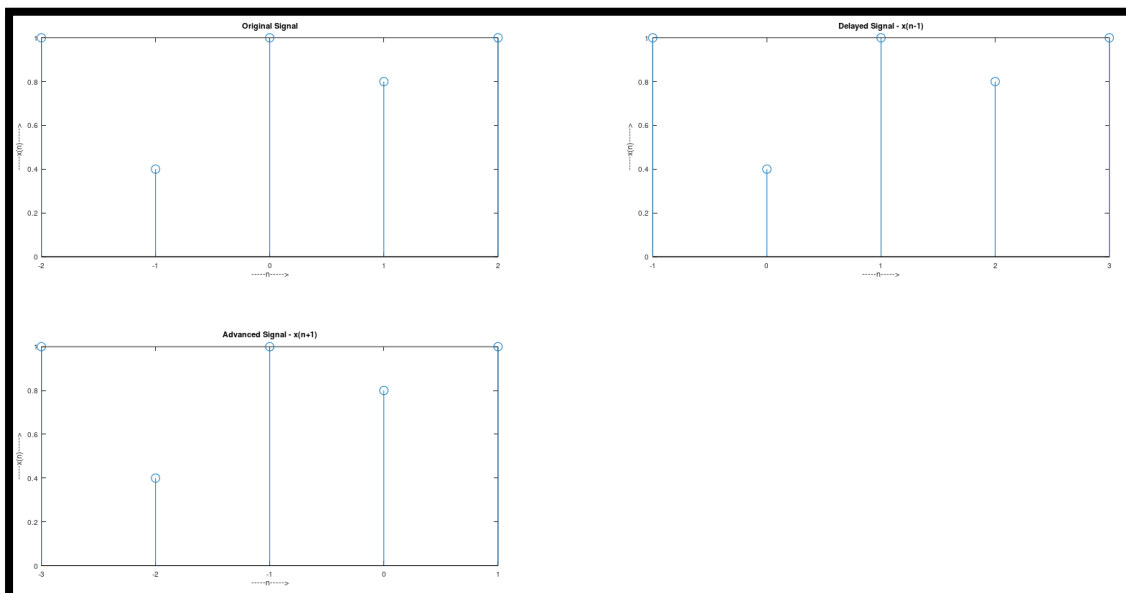 Original Signal
1
0.8
0.6
0.4
0.2
0
-2 -1 0 1 2
-----x(n)----->
-----n----->
Delayed Signal - x(n-1)
1
0.8
0.6
0.4
0.2
0
-1 0 1 2 3
-----x(n)----->
-----n----->
Advanced Signal - x(n+1)
1
0.8
0.6
0.4
0.2
0
-3 -2 -1 0 1
-----x(n)----->
-----n----->